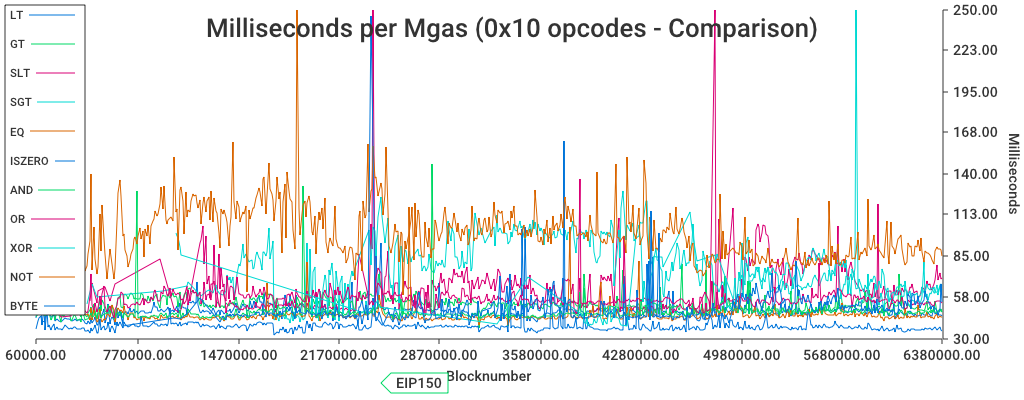 Milliseconds per Mgas (0x10 opcodes - Comparison)
LT
GT
SLT
SGT
EQ
ISZERO
AND
OR
XOR
NOT
BYTE
250.00
223.00
195.00
168.00
140.00
113.00
85.00
58.00
30.00
Milliseconds
60000.00
770000.00
1470000.00
2170000.00
2870000.00
3580000.00
4280000.00
4980000.00
5680000.00
6380000.00
Blocknumber
EIP150